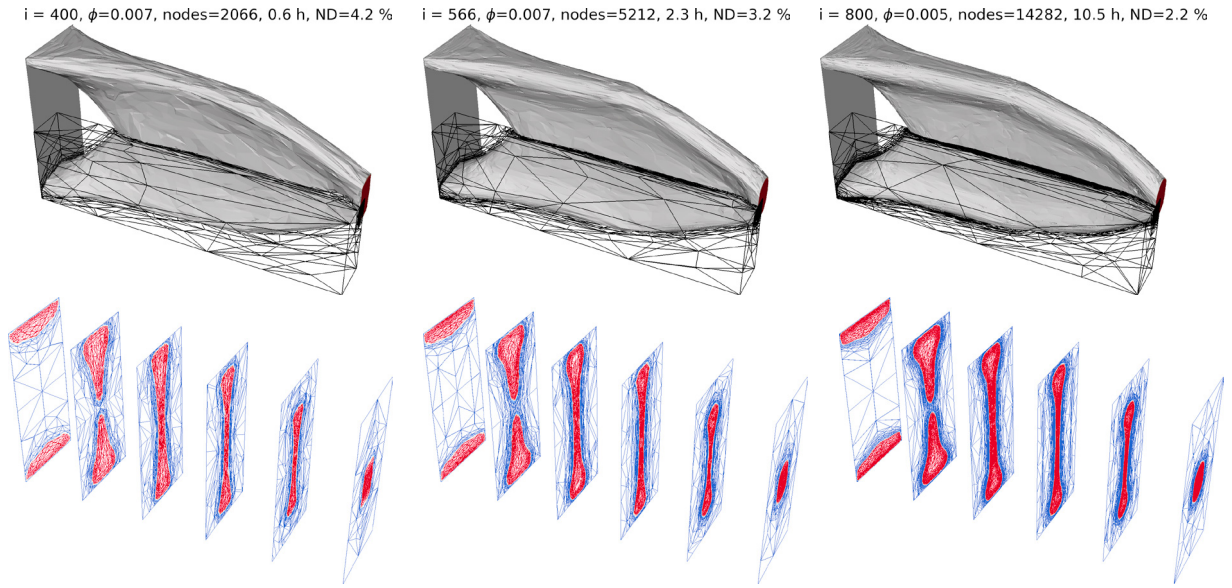 i = 400, ϕ=0.007, nodes=2066, 0.6 h, ND=4.2 %
i = 566, ϕ=0.007, nodes=5212, 2.3 h, ND=3.2 %
i = 800, ϕ=0.005, nodes=14282, 10.5 h, ND=2.2 %